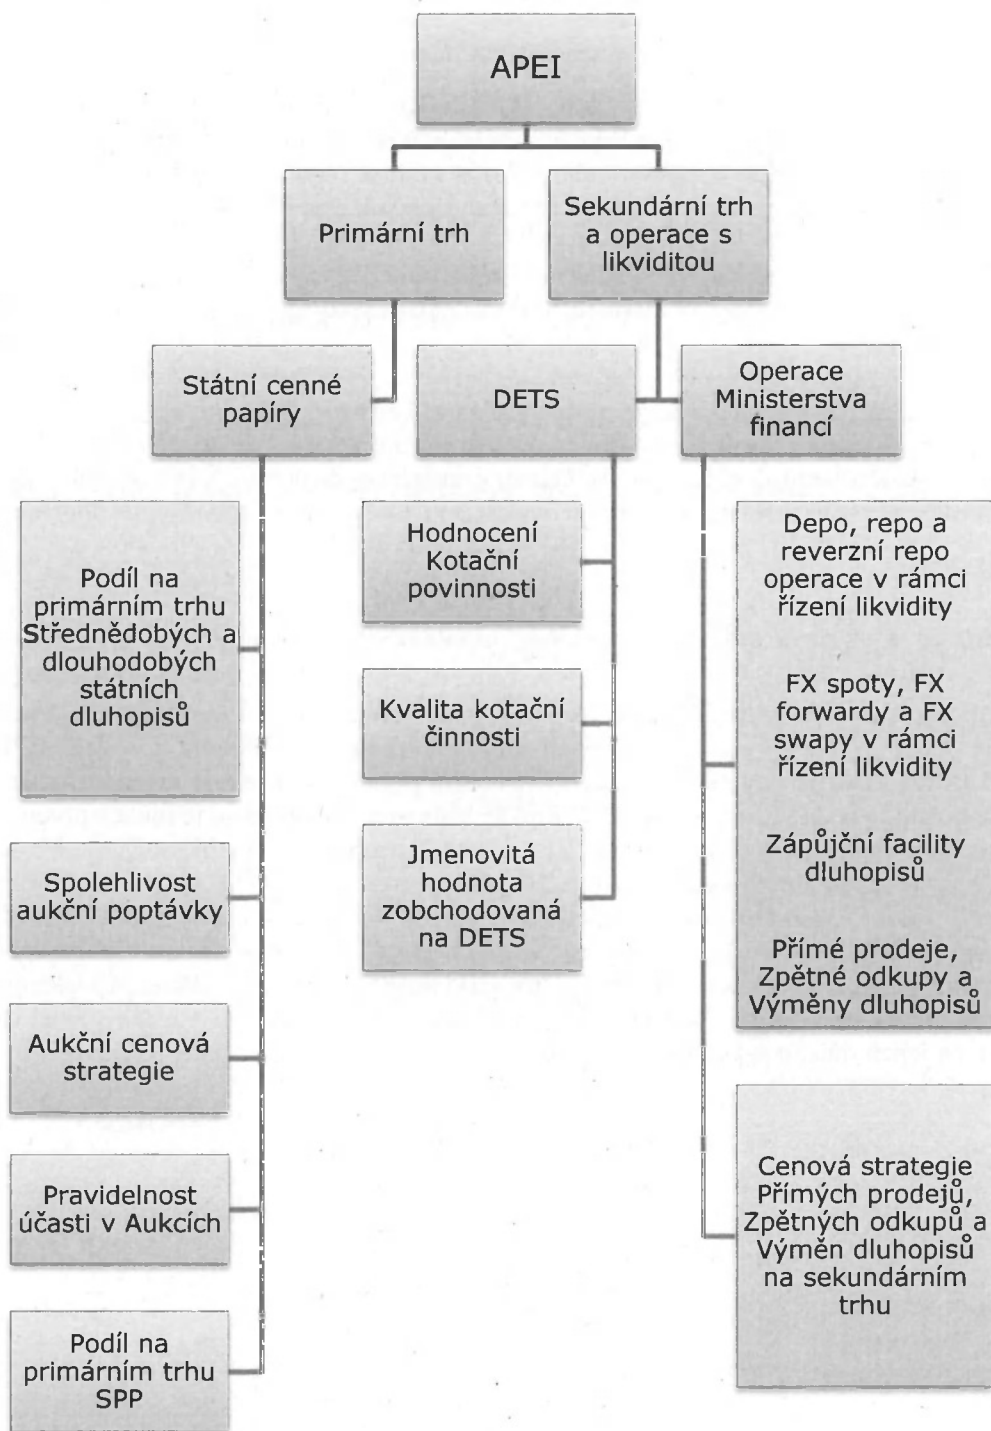 APEI
Primární trh
Sekundární trh
a operace s
likviditou
Státní cenné
papíry
DETS
Operace
Ministerstva
financí
Podíl na
primárním trhu
Střednědobých a
dlouhodobých
státních
dluhopisů
Spolehlivost
aukční poptávky
Aukční cenová
strategie
Pravidelnost
účasti v Aukcích
Podíl na
primárním trhu
SPP
Hodnocení
Kotační
povinnosti
Kvalita kotační
činnosti
Jmenovitá
hodnota
zobchodovaná
na DETS
Depo, repo a
reverzní repo
operace v rámci
řízení likvidity
FX spoty, FX
forwardy a FX
swapy v rámci
řízení likvidity
Zápůjční facility
dluhopisů
Přímé prodeje,
Zpětné odkupy a
Výměny dluhopisů
Cenová strategie
Přímých prodejů,
Zpětných odkupů a
Výměn dluhopisů
na sekundárním
trhu